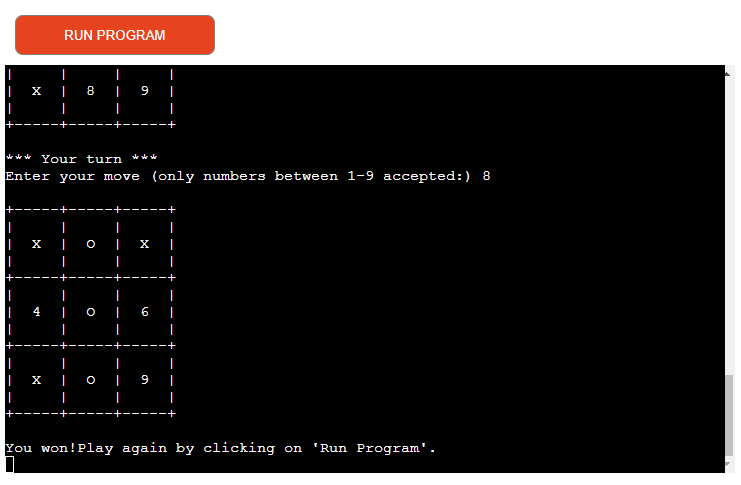 RUN PROGRAM
|     |     |     |
|  X  |  8  |  9  |
|     |     |     |
+-----+-----+-----+
*** Your turn ***
Enter your move (only numbers between 1-9 accepted:) 8
+-----+-----+-----+
|     |     |     |
|  X  |  O  |  X  |
|     |     |     |
+-----+-----+-----+
|     |     |     |
|  4  |  O  |  6  |
|     |     |     |
+-----+-----+-----+
|     |     |     |
|  X  |  O  |  9  |
|     |     |     |
+-----+-----+-----+
You won!Play again by clicking on 'Run Program'.